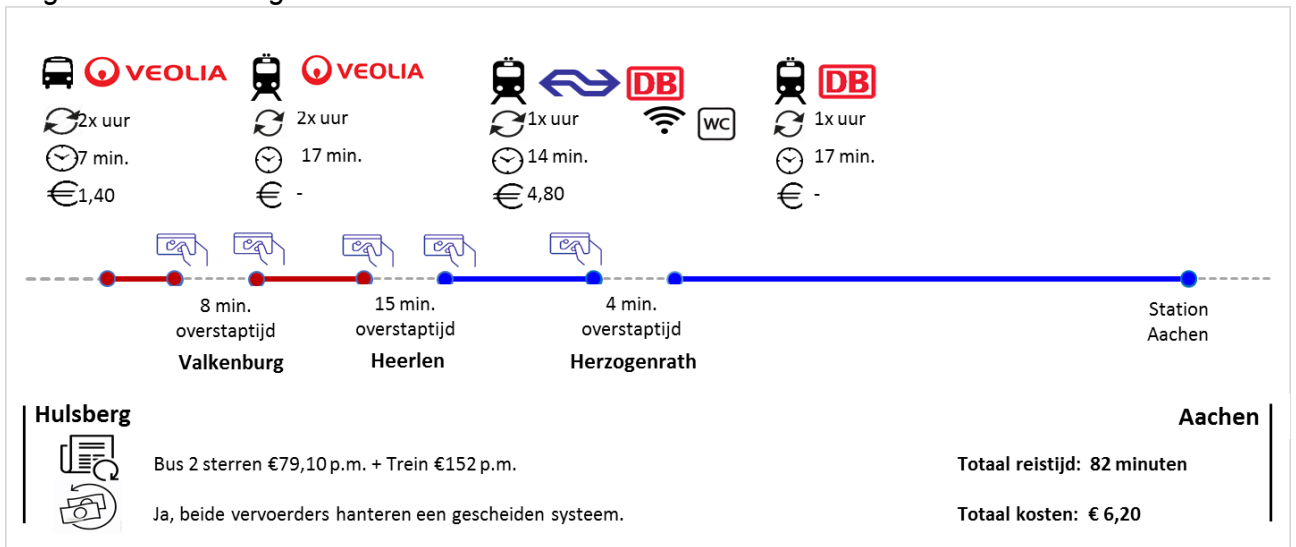 VEOLIA
VEOLIA
DB
DB
2x uur
2x uur
1x uur
WC
1x uur
7 min.
17 min.
14 min.
17 min.
€1,40
€ -
€ 4,80
€ -
8 min.
overstaptijd
Valkenburg
15 min.
overstaptijd
Heerlen
4 min.
overstaptijd
Herzogenrath
Station
Aachen
Hulsberg
Aachen
Bus 2 sterren €79,10 p.m. + Trein €152 p.m.
Totaal reistijd: 82 minuten
Ja, beide vervoerders hanteren een gescheiden systeem.
Totaal kosten: € 6,20